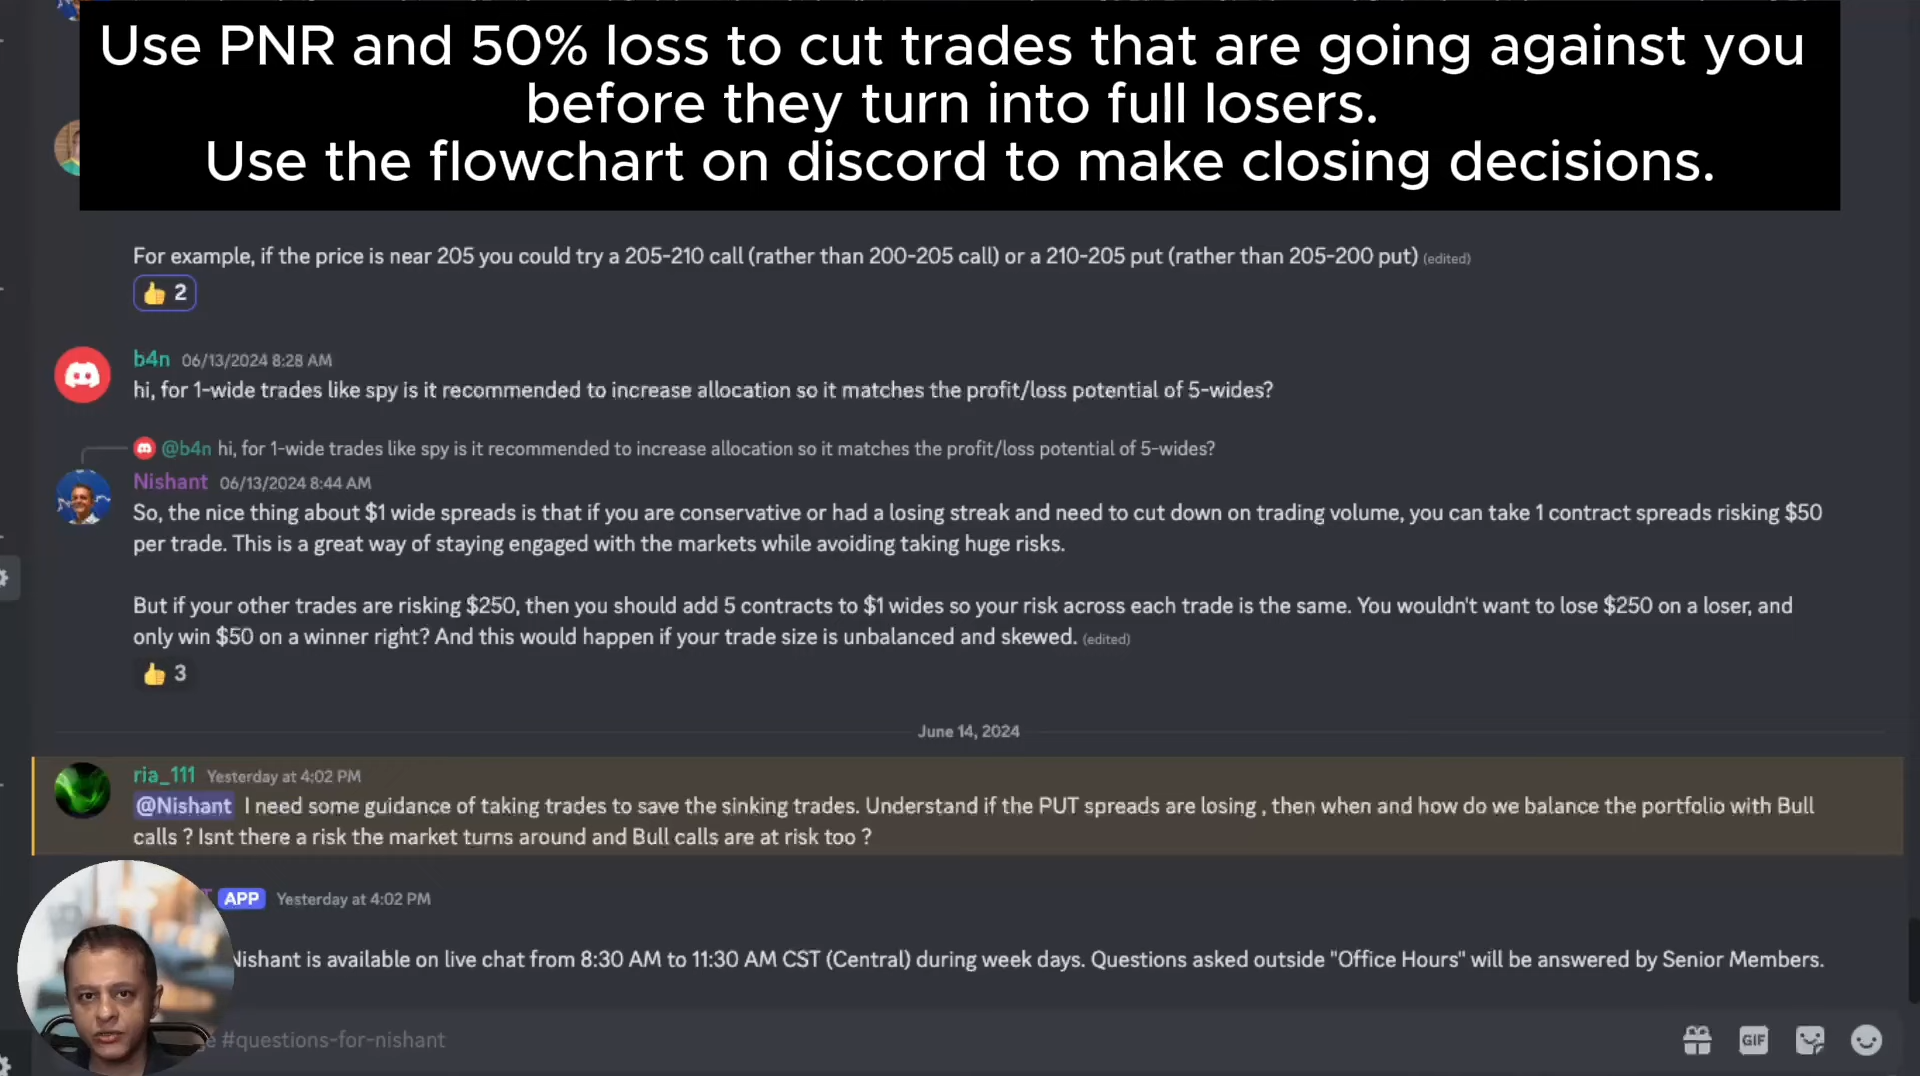 Use PNR and 50% loss to cut trades that are going against you
before they turn into full losers.
Use the flowchart on discord to make closing decisions.
For example, if the price is near 205 you could try a 205-210 call (rather than 200-205 call) or a 210-205 put (rather than 205-200 put) (edited)
👍 2
b4n 06/13/2024 8:28 AM
hi, for 1-wide trades like spy is it recommended to increase allocation so it matches the profit/loss potential of 5-wides?
@b4n hi, for 1-wide trades like spy is it recommended to increase allocation so it matches the profit/loss potential of 5-wides?
Nishant 06/13/2024 8:44 AM
So, the nice thing about $1 wide spreads is that if you are conservative or had a losing streak and need to cut down on trading volume, you can take 1 contract spreads risking $50
per trade. This is a great way of staying engaged with the markets while avoiding taking huge risks.
But if your other trades are risking $250, then you should add 5 contracts to $1 wides so your risk across each trade is the same. You wouldn't want to lose $250 on a loser, and
only win $50 on a winner right? And this would happen if your trade size is unbalanced and skewed. (edited)
👍 3
June 14, 2024
ria_111 Yesterday at 4:02 PM
@Nishant I need some guidance of taking trades to save the sinking trades. Understand if the PUT spreads are losing , then when and how do we balance the portfolio with Bull
calls ? Isnt there a risk the market turns around and Bull calls are at risk too ?
APP Yesterday at 4:02 PM
Nishant is available on live chat from 8:30 AM to 11:30 AM CST (Central) during week days. Questions asked outside "Office Hours" will be answered by Senior Members.
#questions-for-nishant
GIF